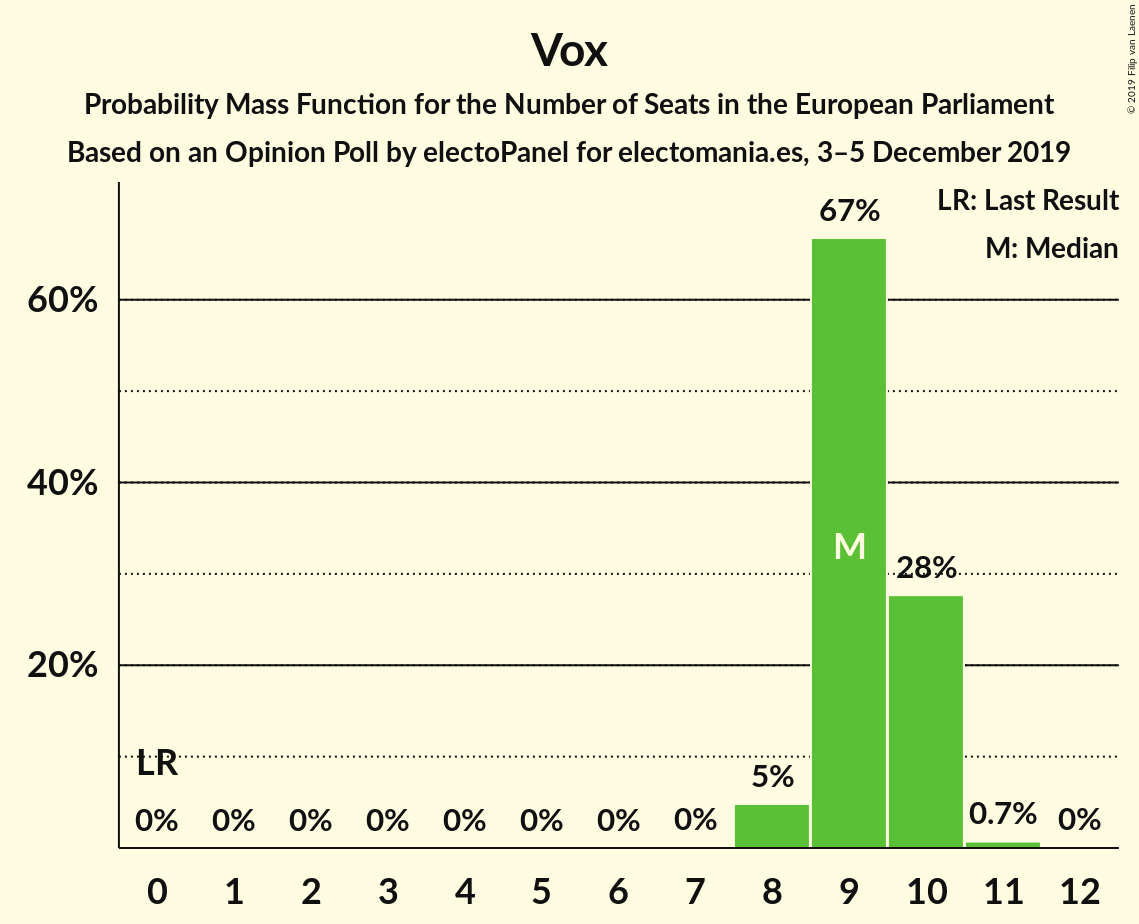 Vox
Probability Mass Function for the Number of Seats in the European Parliament
Based on an Opinion Poll by electoPanel for electomania.es, 3–5 December 2019
© 2019 Filip van Laenen
LR: Last Result
M: Median
60%
40%
20%
LR
M
0%
0%
0%
0%
0%
0%
0%
0%
5%
67%
28%
0.7%
0%
0 1 2 3 4 5 6 7 8 9 10 11 12